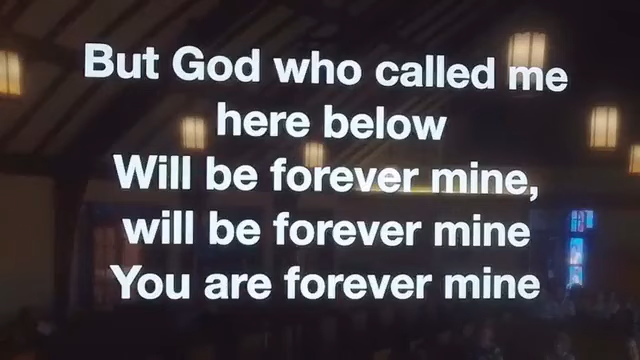 But God who called me
here below
Will be forever mine,
will be forever mine
You are forever mine